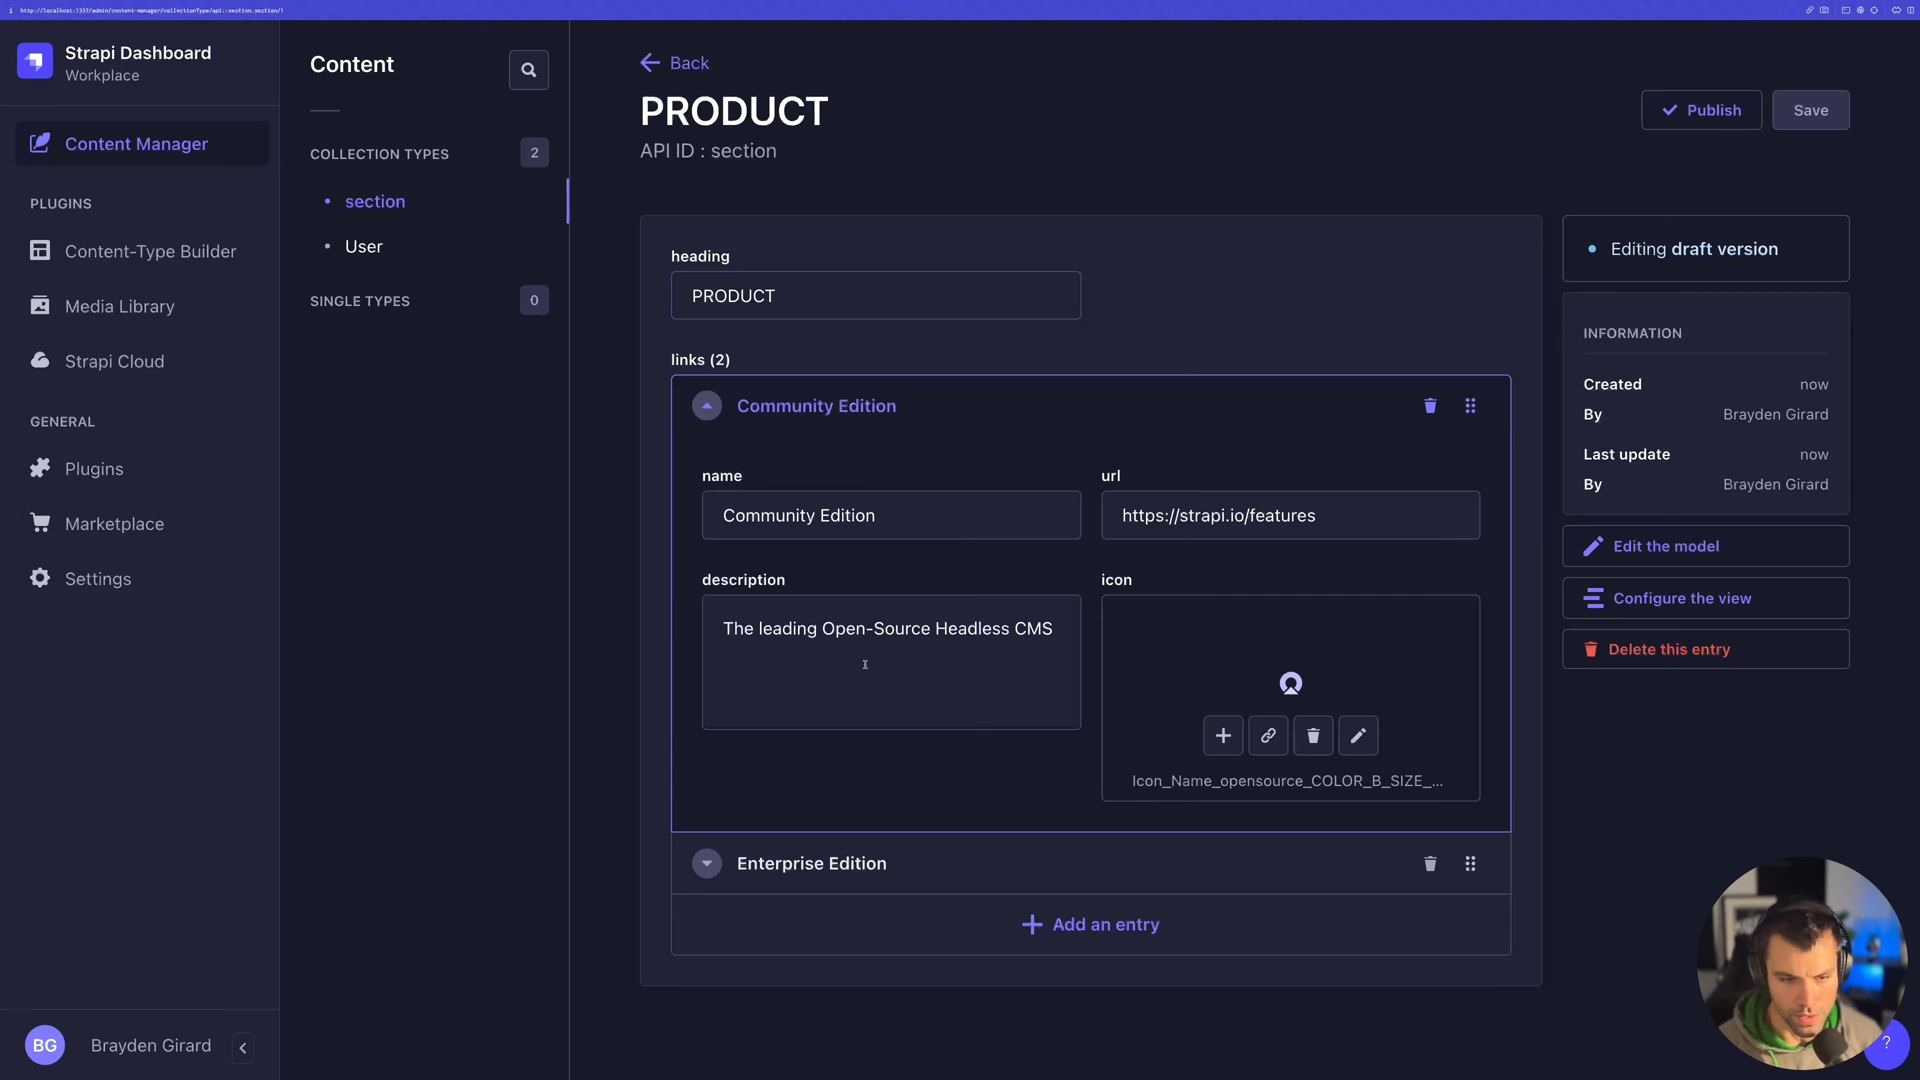 http://localhost:1337/admin/content-manager/collectionType/api::section.section/1
Strapi Dashboard
Workplace
Content Manager
PLUGINS
Content-Type Builder
Media Library
Strapi Cloud
GENERAL
Plugins
Marketplace
Settings
BG
Brayden Girard
Content
COLLECTION TYPES
2
section
User
SINGLE TYPES
0
Back
PRODUCT
API ID : section
Publish
Save
heading
PRODUCT
links (2)
Community Edition
name
Community Edition
url
https://strapi.io/features
description
The leading Open-Source Headless CMS
icon
Icon_Name_opensource_COLOR_B_SIZE_...
Enterprise Edition
Add an entry
Editing draft version
INFORMATION
Created
now
By
Brayden Girard
Last update
now
By
Brayden Girard
Edit the model
Configure the view
Delete this entry
?